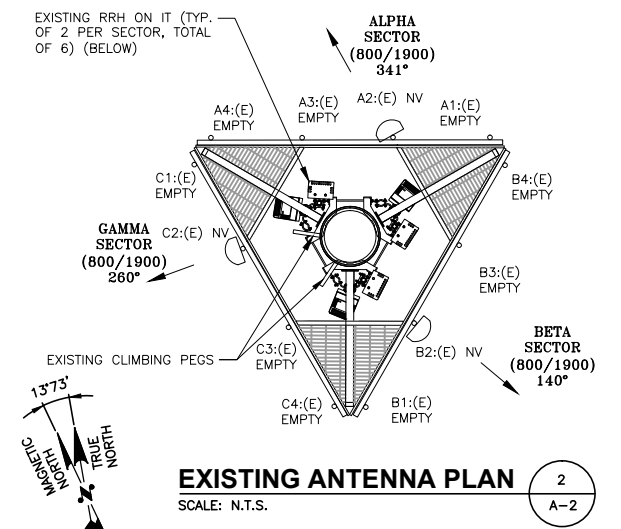 EXISTING RRH ON IT (TYP.
OF 2 PER SECTOR, TOTAL
OF 6) (BELOW)
ALPHA
SECTOR
(800/1900)
341°
A4:(E)
EMPTY
A3:(E)
EMPTY
A2:(E) NV
A1:(E)
EMPTY
C1:(E)
EMPTY
B4:(E)
EMPTY
GAMMA
SECTOR
(800/1900)
260°
C2:(E) NV
B3:(E)
EMPTY
EXISTING CLIMBING PEGS
C3:(E)
EMPTY
B2:(E) NV
BETA
SECTOR
(800/1900)
140°
C4:(E)
EMPTY
B1:(E)
EMPTY
13°73'
MAGNETIC
NORTH
TRUE
NORTH
N
EXISTING ANTENNA PLAN
SCALE: N.T.S.
2
A-2